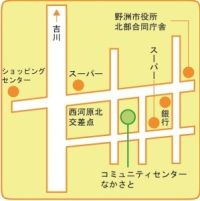 吉川
野洲市役所
北部合同庁舎
ショッピング
センター
スーパー
スーパー
西河原北
交差点
銀行
コミュニティセンター
なかさと